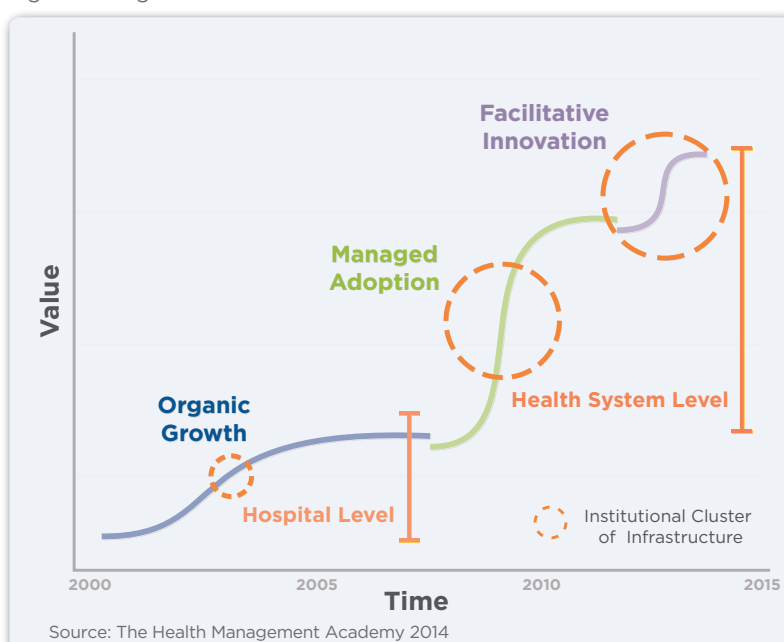 Facilitative
Innovation
Managed
Adoption
Value
Organic
Growth
Health System Level
Hospital Level
Institutional Cluster
of Infrastructure
2000
2005
2010
2015
Time
Source: The Health Management Academy 2014